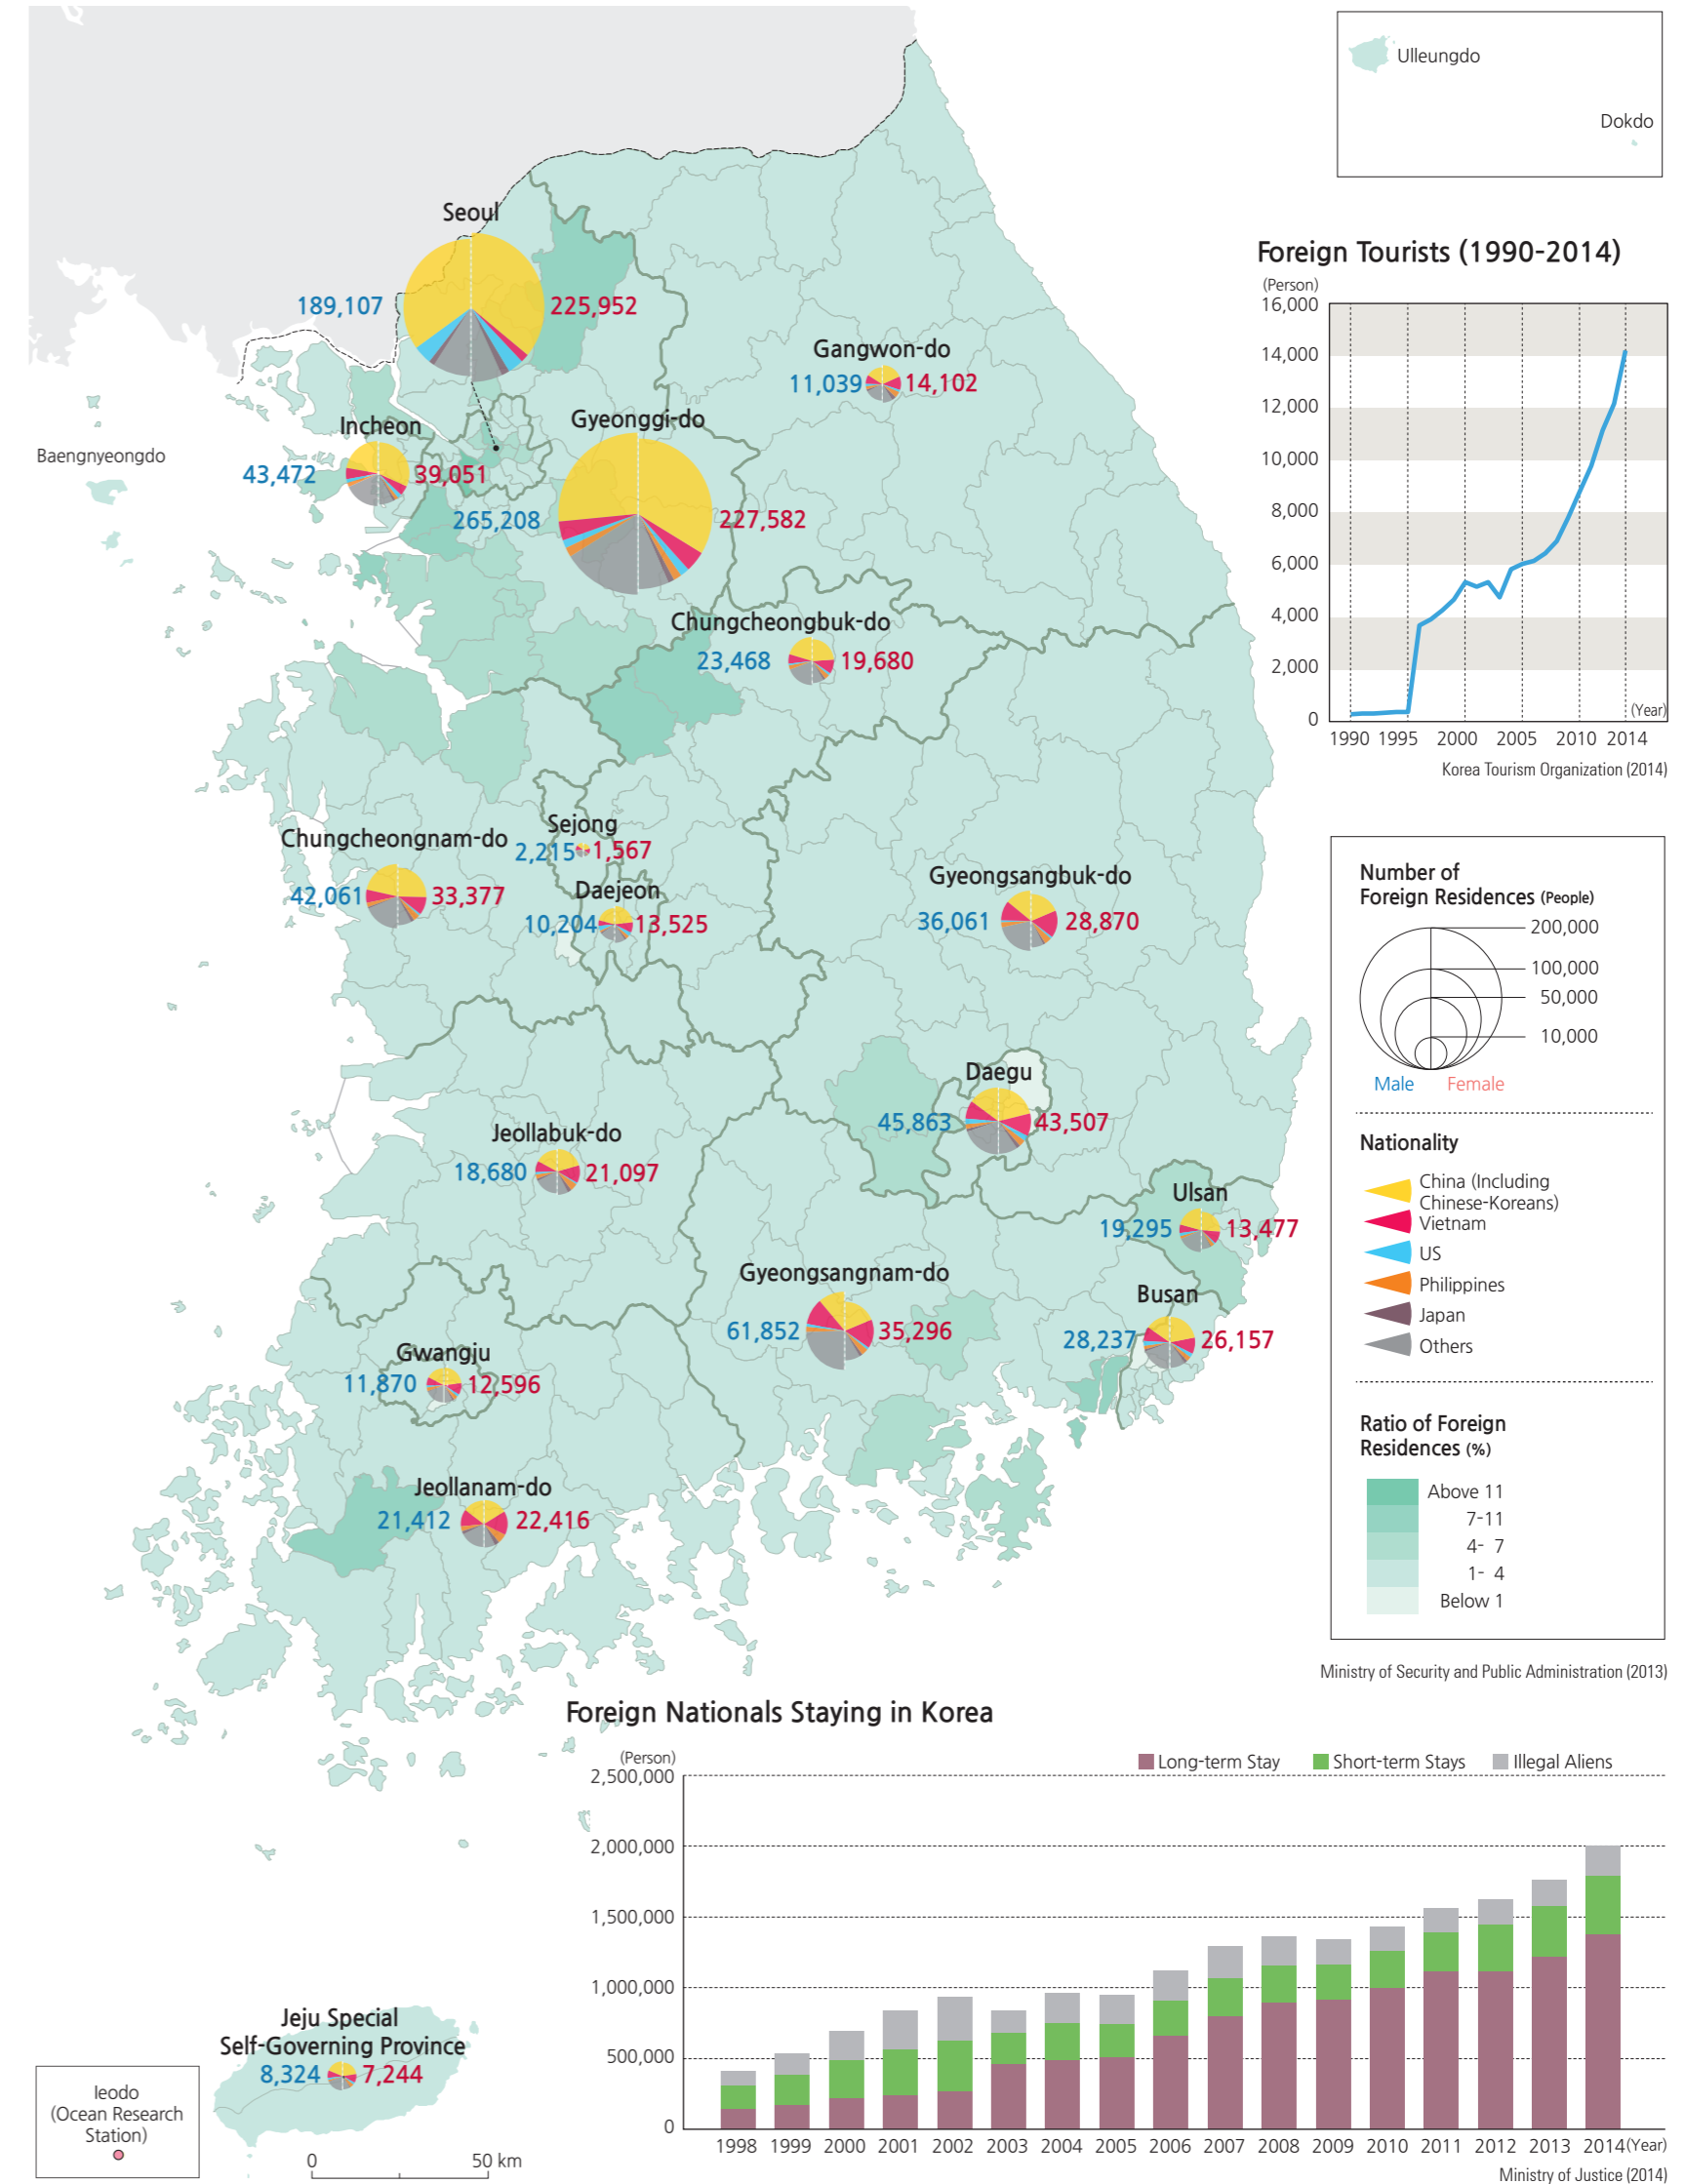 Ulleungdo
Dokdo
Seoul
189,107
225,952
Gangwon-do
11,039
14,102
Incheon
43,472
39,051
Gyeonggi-do
265,208
227,582
Baengnyeongdo
Chungcheongbuk-do
23,468
19,680
Sejong
2,215
1,567
Chungcheongnam-do
42,061
33,377
Daejeon
10,204
13,525
Gyeongsangbuk-do
36,061
28,870
Daegu
45,863
43,507
Jeollabuk-do
18,680
21,097
Ulsan
19,295
13,477
Gyeongsangnam-do
61,852
35,296
Busan
28,237
26,157
Gwangju
11,870
12,596
Jeollanam-do
21,412
22,416
Jeju Special
Self-Governing Province
8,324
7,244
Ieodo
(Ocean Research
Station)
0
50 km
Foreign Tourists (1990-2014)
(Person)
16,000
14,000
12,000
10,000
8,000
6,000
4,000
2,000
0
(Year)
1990 1995 2000 2005 2010 2014
Korea Tourism Organization (2014)
Number of
Foreign Residences (People)
200,000
100,000
50,000
10,000
Male Female
Nationality
China (Including
Chinese-Koreans)
Vietnam
US
Philippines
Japan
Others
Ratio of Foreign
Residences (%)
Above 11
7-11
4- 7
1- 4
Below 1
Ministry of Security and Public Administration (2013)
Foreign Nationals Staying in Korea
(Person)
Long-term Stay Short-term Stays Illegal Aliens
2,500,000
2,000,000
1,500,000
1,000,000
500,000
0
1998 1999 2000 2001 2002 2003 2004 2005 2006 2007 2008 2009 2010 2011 2012 2013 2014 (Year)
Ministry of Justice (2014)